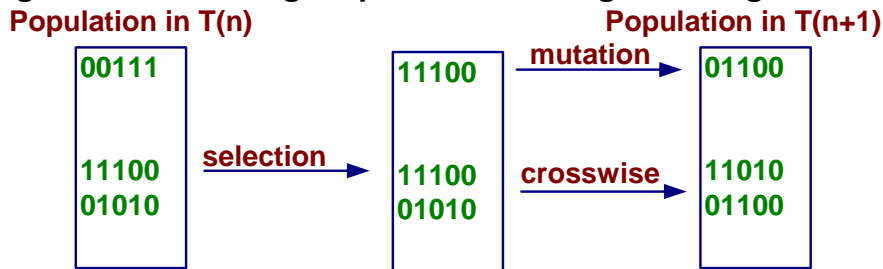 Population in T(n)
Population in T(n+1)
00111
11100
mutation
01100
11100
01010
selection
11100
01010
crosswise
11010
01100